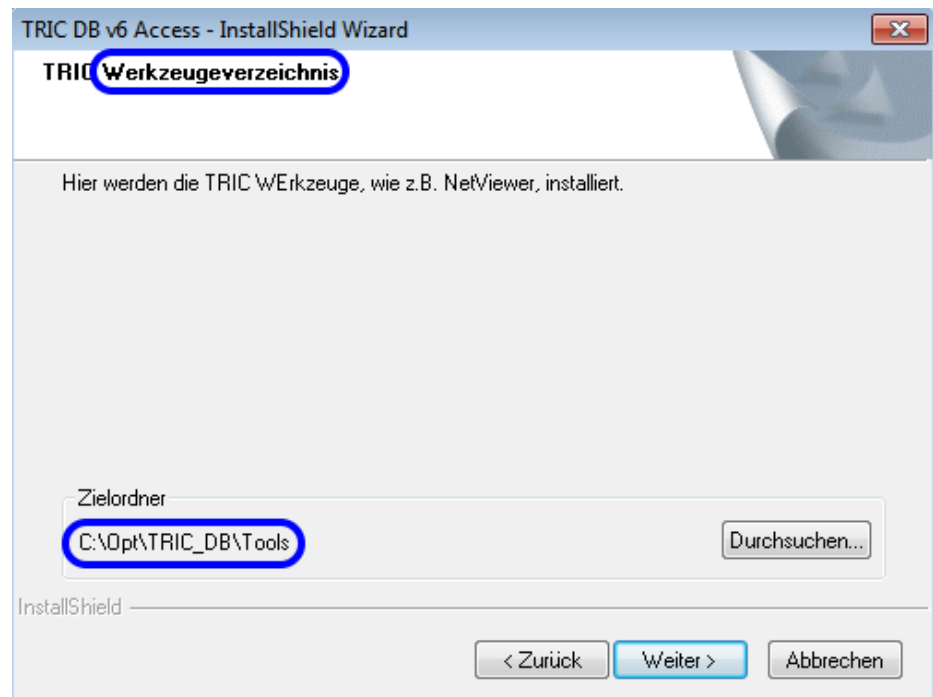 TRIC DB v6 Access - InstallShield Wizard
TRIC Werkzeugeverzeichnis
Hier werden die TRIC WErkzeuge, wie z.B. NetViewer, installiert.
Zielordner
C:\Opt\TRIC_DB\Tools
Durchsuchen...
InstallShield
< Zurück
Weiter >
Abbrechen